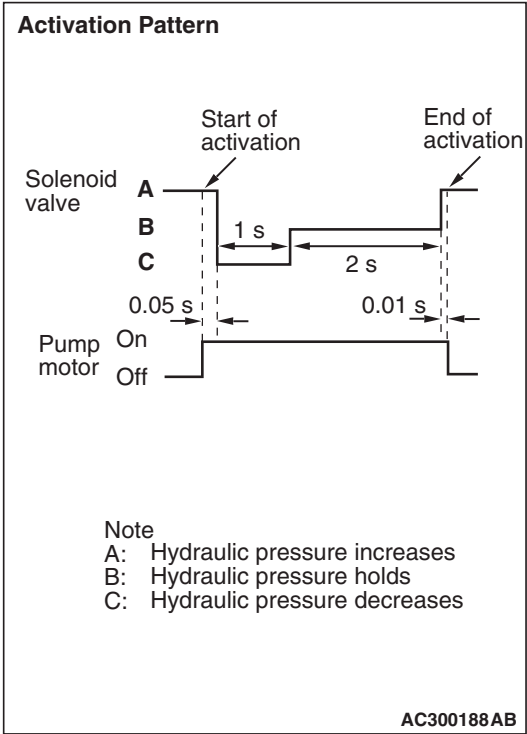 Activation Pattern
Start of
activation
End of
activation
Solenoid
valve
A
B
C
1 s
2 s
0.05 s
0.01 s
Pump
motor
On
Off
Note
A: Hydraulic pressure increases
B: Hydraulic pressure holds
C: Hydraulic pressure decreases
AC300188AB